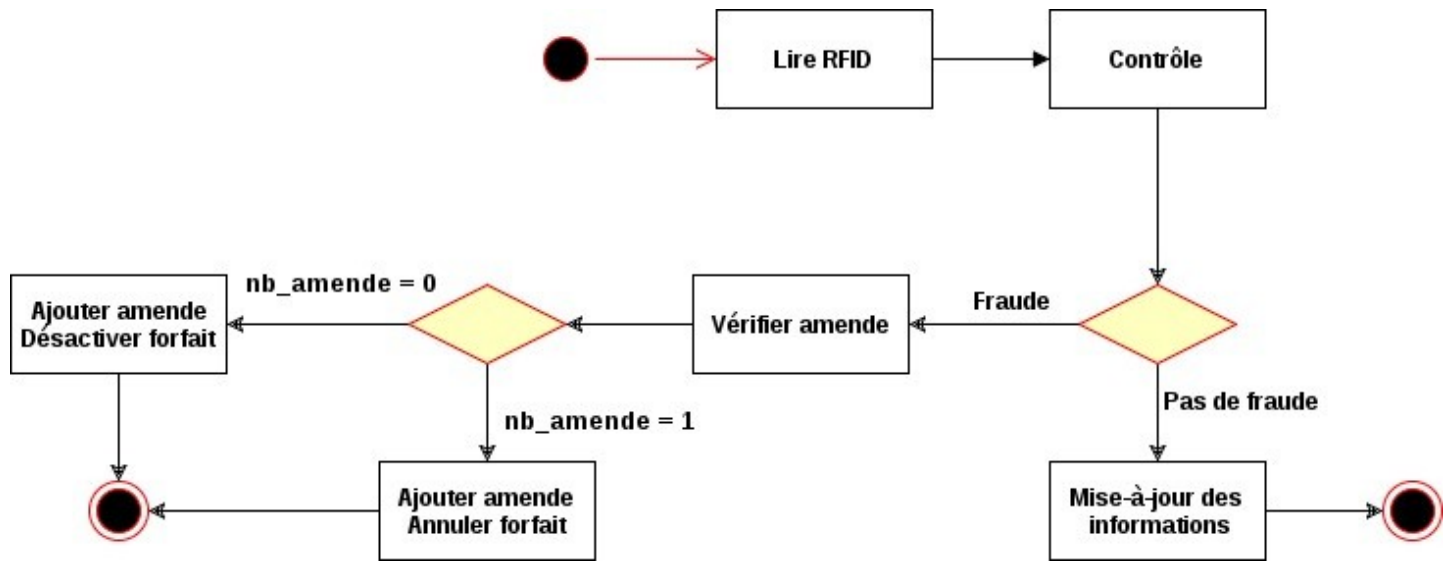 Lire RFID
Contrôle
nb_amende = 0
Fraude
Ajouter amende
Désactiver forfait
Vérifier amende
Pas de fraude
nb_amende = 1
Ajouter amende
Annuler forfait
Mise-à-jour des
informations